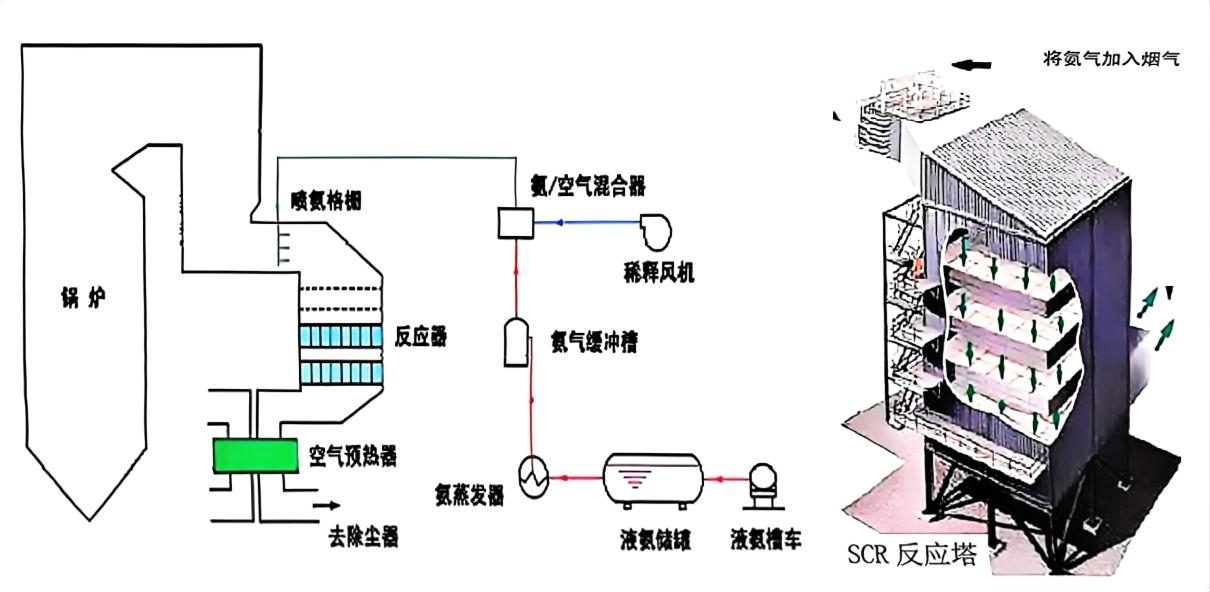 将氨气加入烟气
氨/空气混合器
喷氨格栅
稀释风机
锅炉
反应器
氨气缓冲槽
空气预热器
氨蒸发器
去除尘器
液氨储罐
液氨槽车
SCR 反应塔